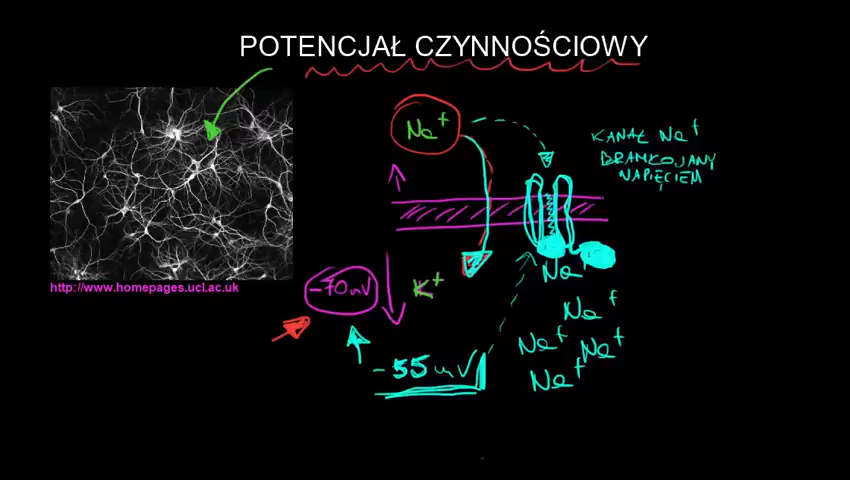 POTENCJAŁ CZYNNOŚCIOWY
Na+
KANAŁ Na+
BRAMKOWANY
NAPIĘCIEM
http://www.homepages.ucl.ac.uk
-70mV
K+
Na+
Na+
Na+
Na+
Na+
-55mV